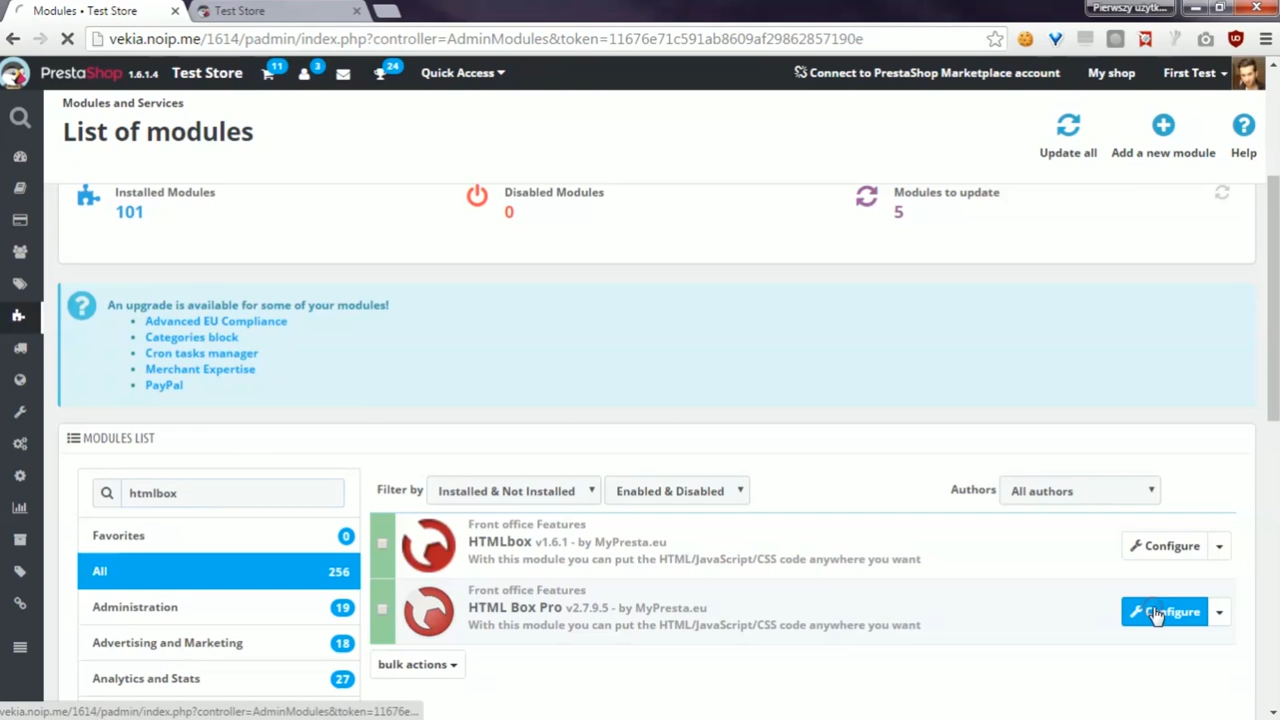 Modules • Test Store
Test Store
Pierwszy użytk...
vekia.noip.me/1614/padmin/index.php?controller=AdminModules&token=11676e71c591ab8609af29862857190e
PrestaShop 1.6.1.4 Test Store 11 3 24 Quick Access
Connect to PrestaShop Marketplace account My shop First Test
Modules and Services
List of modules
Update all Add a new module Help
Installed Modules
101
Disabled Modules
0
Modules to update
5
An upgrade is available for some of your modules!
• Advanced EU Compliance
• Categories block
• Cron tasks manager
• Merchant Expertise
• PayPal
MODULES LIST
htmlbox
Filter by Installed & Not Installed Enabled & Disabled Authors All authors
Favorites 0
All 256
Administration 19
Advertising and Marketing 18
Analytics and Stats 27
Front office Features
HTMLbox v1.6.1 - by MyPresta.eu
With this module you can put the HTML/JavaScript/CSS code anywhere you want
Configure
Front office Features
HTML Box Pro v2.7.9.5 - by MyPresta.eu
With this module you can put the HTML/JavaScript/CSS code anywhere you want
Configure
bulk actions
vekia.noip.me/1614/padmin/index.php?controller=AdminModules&token=11676e...